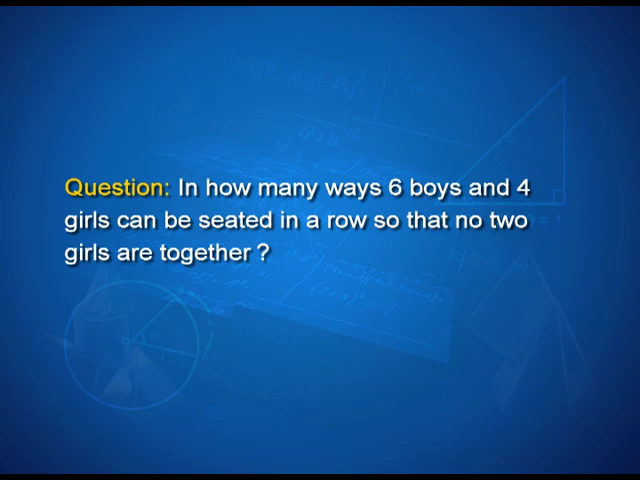 Question: In how many ways 6 boys and 4
girls can be seated in a row so that no two
girls are together ?